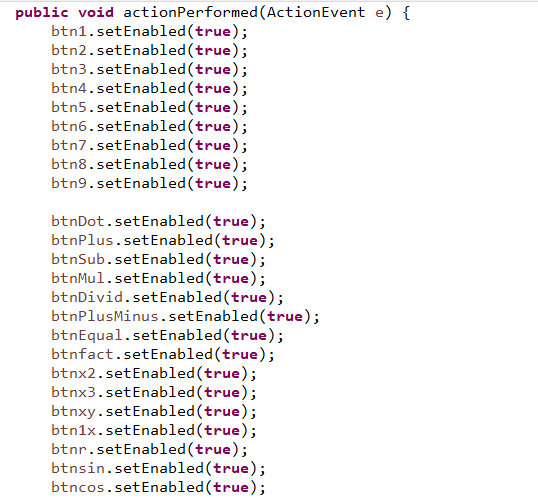 public void actionPerformed(ActionEvent e) {
btn1.setEnabled(true);
btn2.setEnabled(true);
btn3.setEnabled(true);
btn4.setEnabled(true);
btn5.setEnabled(true);
btn6.setEnabled(true);
btn7.setEnabled(true);
btn8.setEnabled(true);
btn9.setEnabled(true);

btnDot.setEnabled(true);
btnPlus.setEnabled(true);
btnSub.setEnabled(true);
btnMul.setEnabled(true);
btnDivid.setEnabled(true);
btnPlusMinus.setEnabled(true);
btnEqual.setEnabled(true);
btnfact.setEnabled(true);
btnx2.setEnabled(true);
btnx3.setEnabled(true);
btnxy.setEnabled(true);
btn1x.setEnabled(true);
btnr.setEnabled(true);
btnsin.setEnabled(true);
btncos.setEnabled(true);